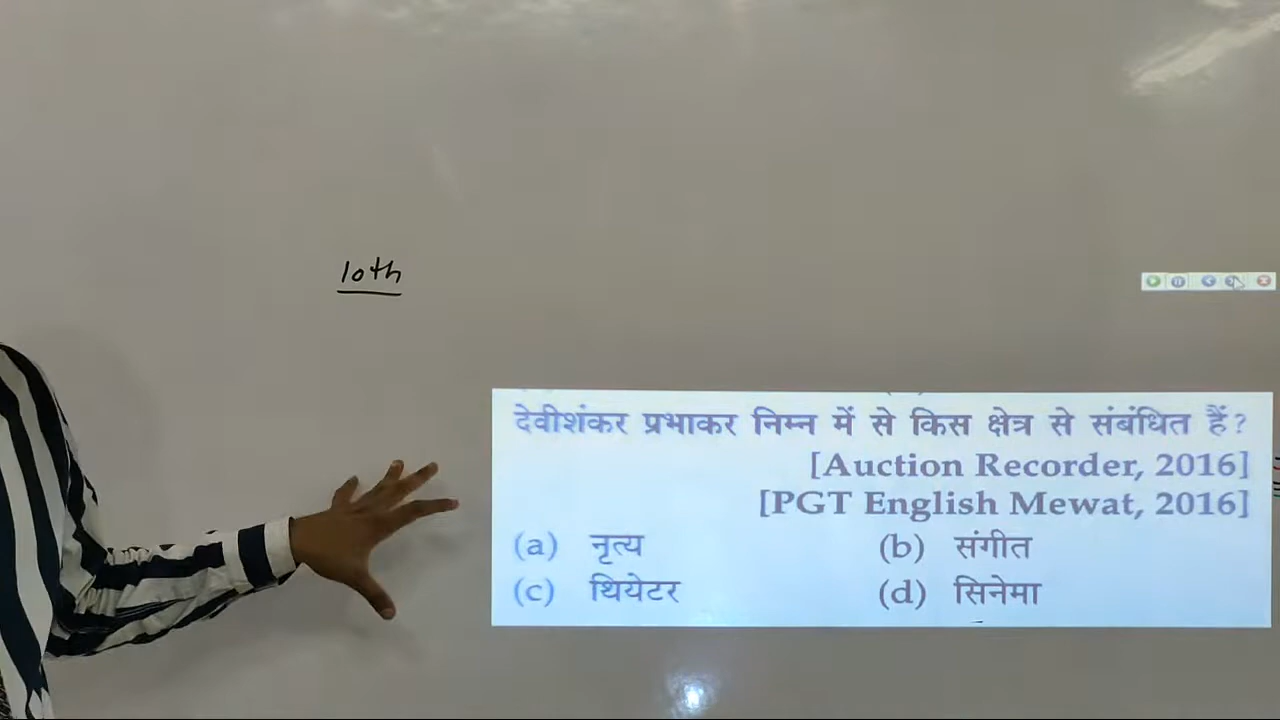 10th
देवीशंकर प्रभाकर निम्न में से किस क्षेत्र से संबंधित हैं?
[Auction Recorder, 2016]
[PGT English Mewat, 2016]
(a) नृत्य (b) संगीत
(c) थियेटर (d) सिनेमा